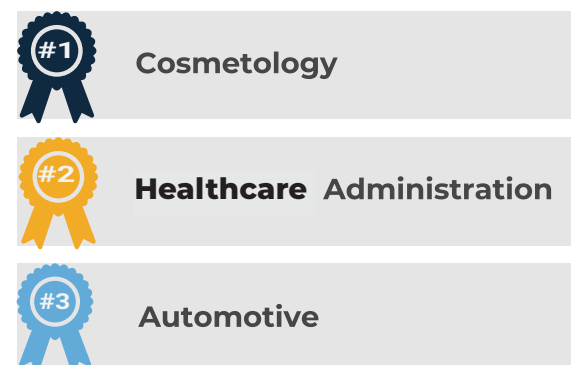 #1
Cosmetology
#2
Healthcare Administration
#3
Automotive